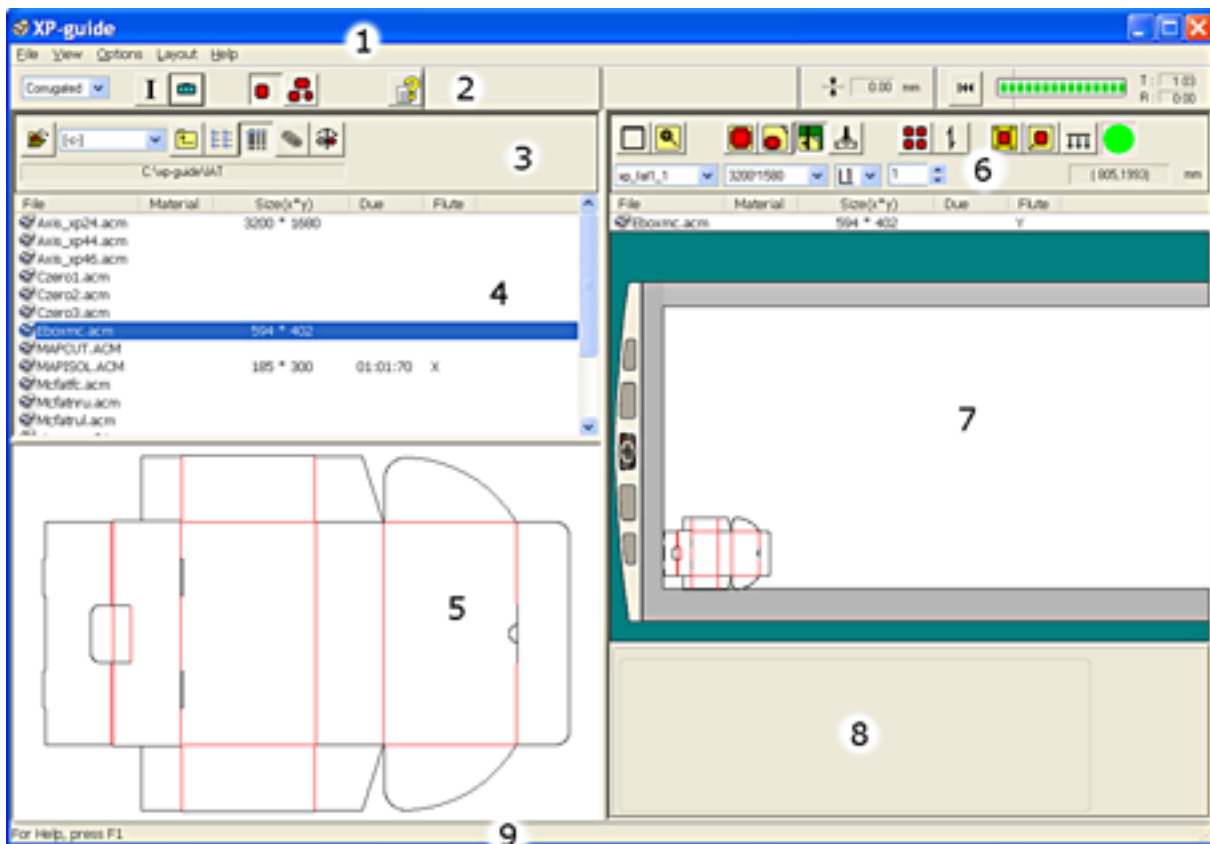 XP-guide
File View Options Layout Help
1
Corrugated
2
0.00 mm
T: 1.03
R: 0.00
[-c-]
C:\xp-guide\IAT
3
File Material Size(x*y) Due Flute
Axis_xp24.acm 3200 * 1680
Axis_xp44.acm
Axis_xp46.acm
Czero1.acm
Czero2.acm
Czero3.acm
4
Eboxmc.acm 594 * 402
MAPCUT.ACM
MAPISOL.ACM 185 * 300 01:01:70 X
Mcfatfc.acm
Mcfatnru.acm
Mcfatrul.acm
5
6
3200*1580
1
(805,1993) mm
File Material Size(x*y) Due Flute
Eboxmc.acm 594 * 402 Y
7
8
For Help, press F1
9